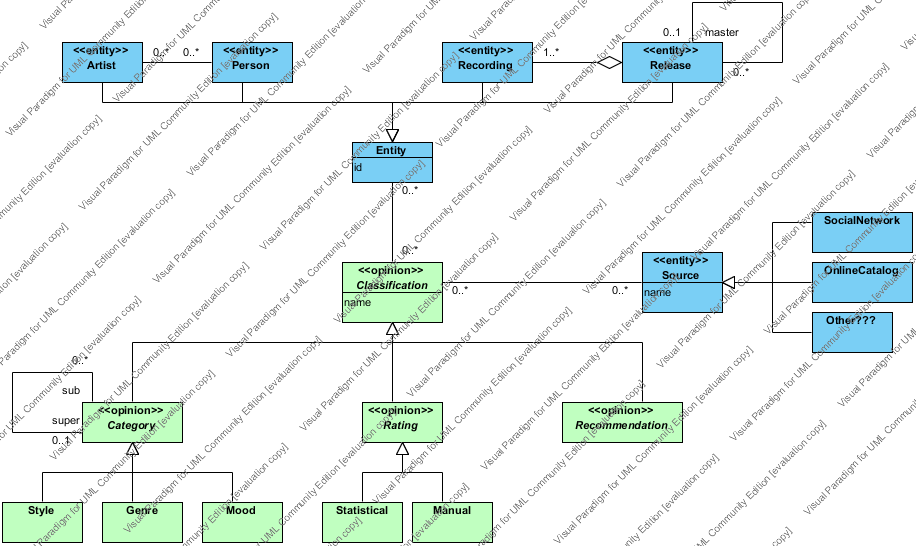 0..1
master
<<entity>>
Artist
0..*
0..*
<<entity>>
Person
<<entity>>
Recording
1..*
<<entity>>
Release
0..*
Entity
id
0..*
0..*
<<opinion>>
Classification
name
0..*
0..*
<<entity>>
Source
name
SocialNetwork
OnlineCatalog
Other???
0..*
sub
super
0..1
<<opinion>>
Category
<<opinion>>
Rating
<<opinion>>
Recommendation
Style
Genre
Mood
Statistical
Manual
Visual Paradigm for UML Community Edition [evaluation copy]